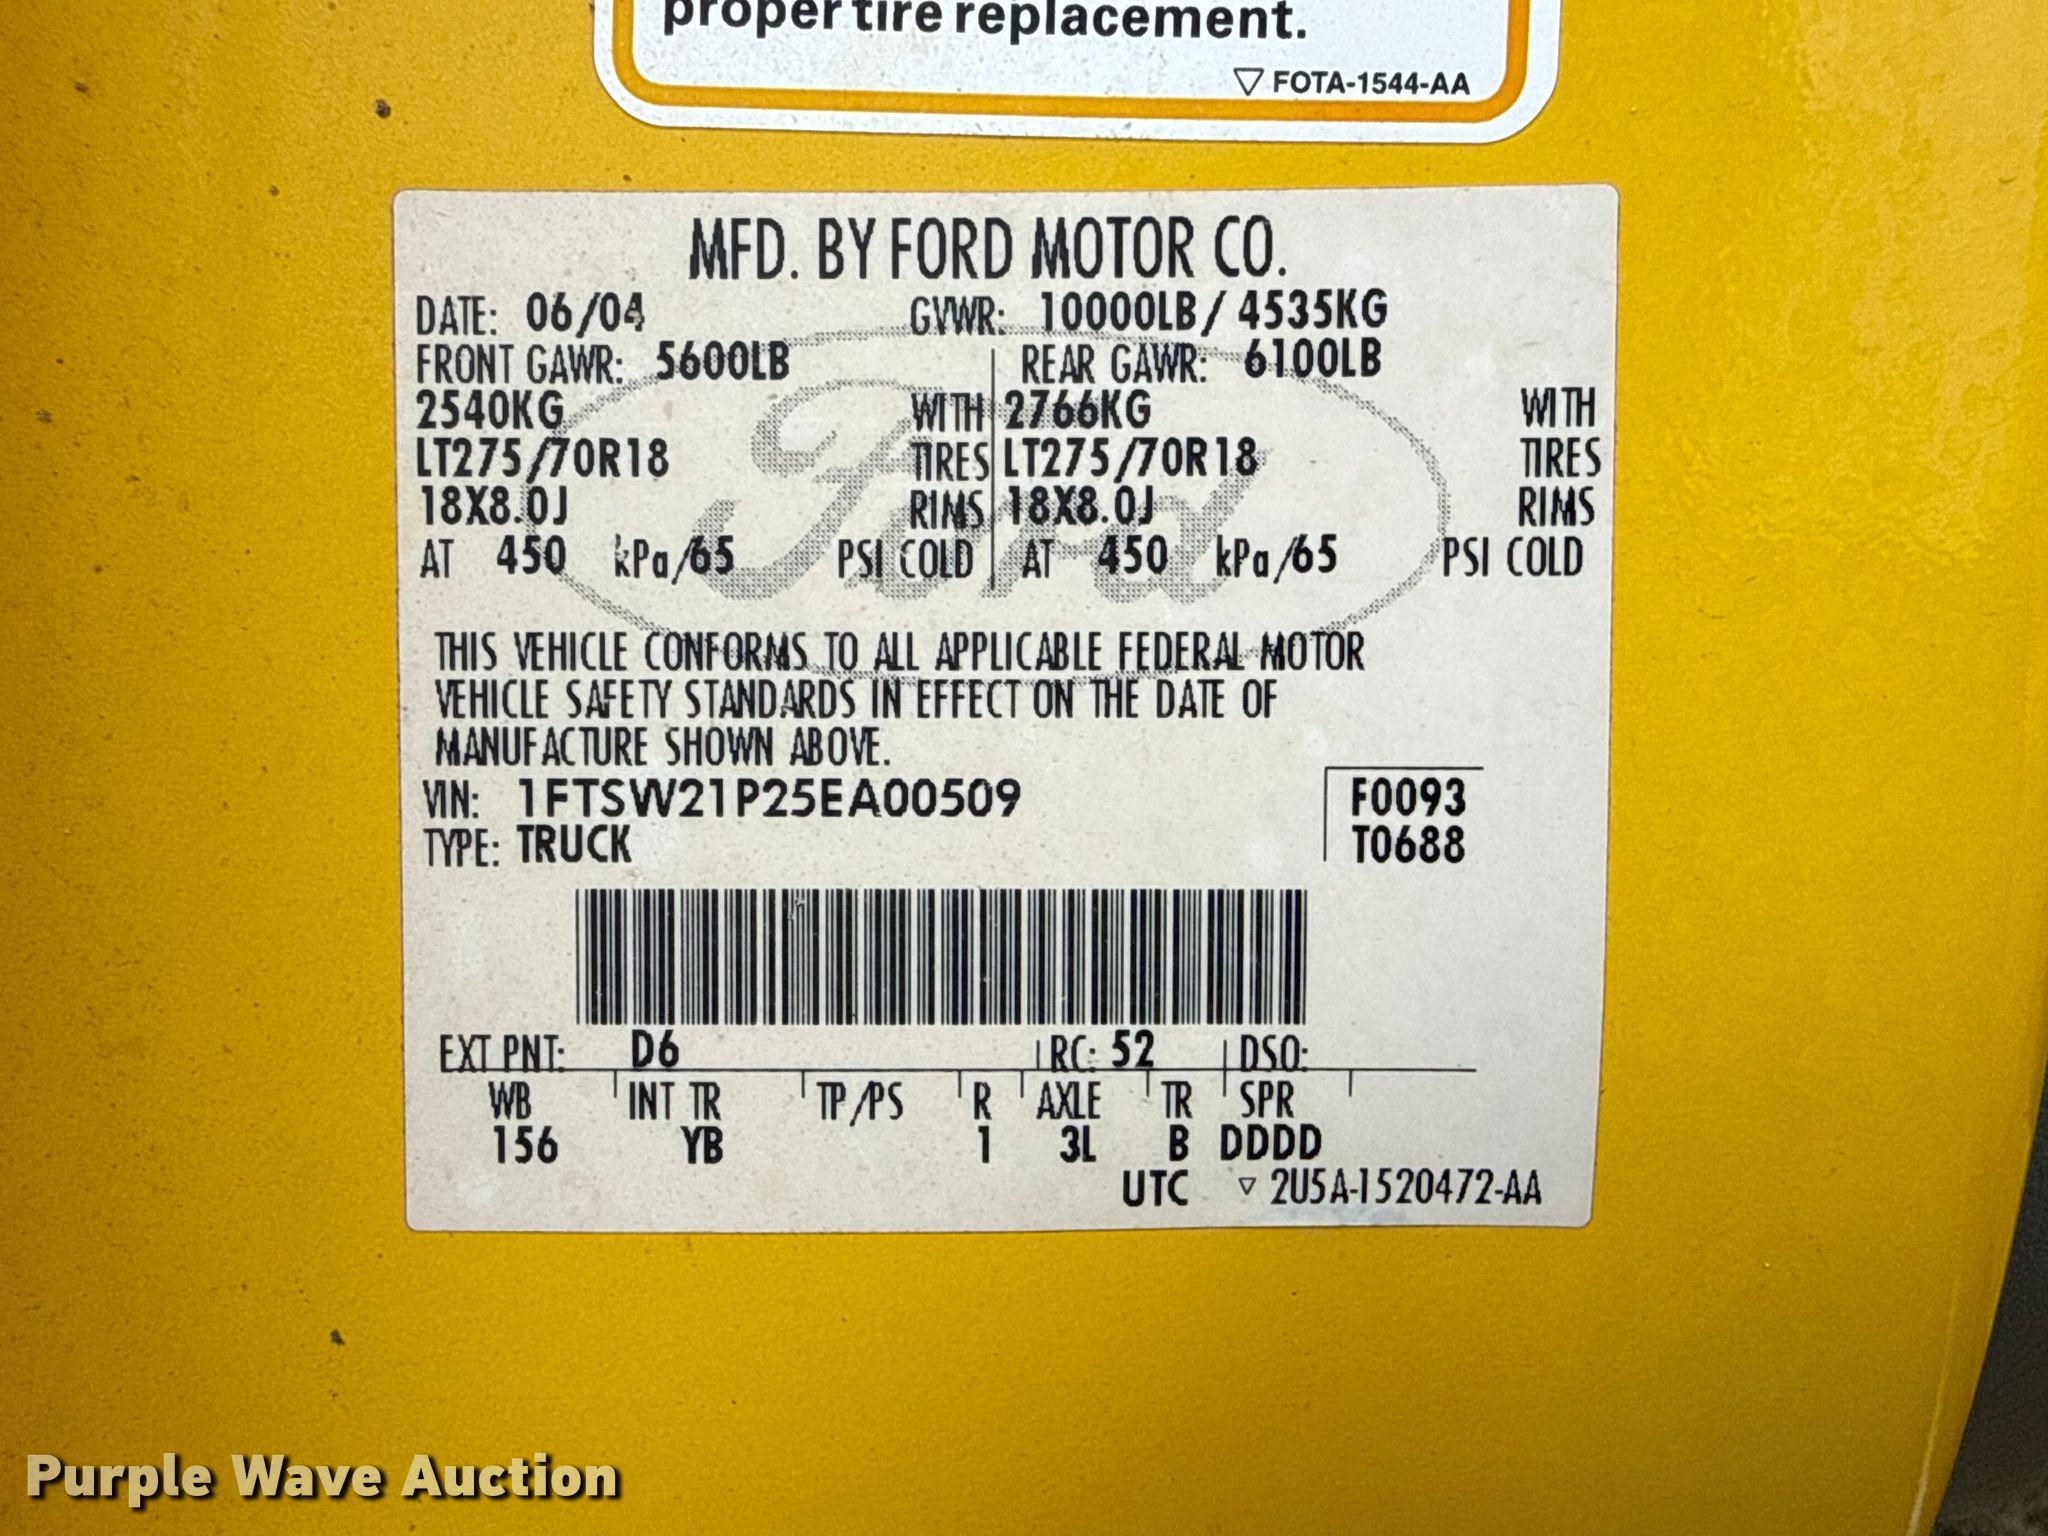 proper tire replacement.
▽ FOTA-1544-AA
MFD. BY FORD MOTOR CO.
DATE: 06/04 GVWR: 10000LB/ 4535KG
FRONT GAWR: 5600LB REAR GAWR: 6100LB
2540KG WITH 2766KG WITH
LT275/70R18 TIRES LT275/70R18 TIRES
18X8.0J RIMS 18X8.0J RIMS
AT 450 kPa/65 PSI COLD AT 450 kPa/65 PSI COLD
Ford
THIS VEHICLE CONFORMS TO ALL APPLICABLE FEDERAL MOTOR
VEHICLE SAFETY STANDARDS IN EFFECT ON THE DATE OF
MANUFACTURE SHOWN ABOVE.
VIN: 1FTSW21P25EA00509 F0093
TYPE: TRUCK T0688
EXT PNT: D6 RC: 52 DSO:
WB INT TR TP/PS R AXLE TR SPR
156 YB 1 3L B DDDD
UTC ▽ 2U5A-1520472-AA
Purple Wave Auction